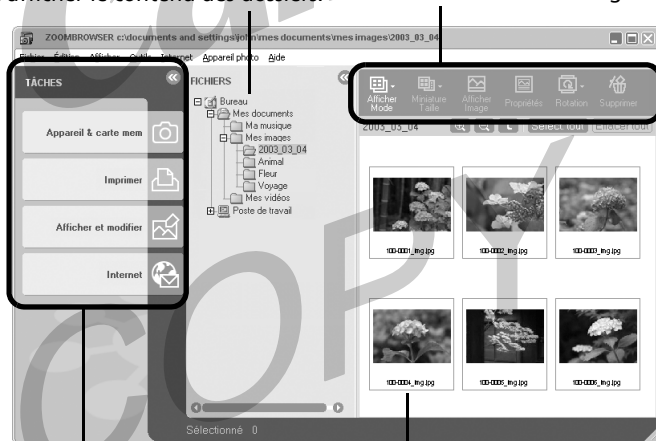 afficher le contenu des dossiers.
ZOOMBROWSER c:\documents and settings\john\mes documents\mes images\2003_03_04
Fichier Édition Afficher Outils Internet Appareil photo Aide
TÂCHES
Appareil & carte mem
Imprimer
Afficher et modifier
Internet
FICHIERS
Bureau
Mes documents
Ma musique
Mes images
2003_03_04
Animal
Fleur
Voyage
Mes vidéos
Poste de travail
Afficher Mode
Miniature Taille
Afficher Image
Propriétés
Rotation
Supprimer
2003_03_04
Sélect tout
Effacer tout
100-0001_img.jpg
100-0002_img.jpg
100-0003_img.jpg
100-0004_img.jpg
100-0005_img.jpg
100-0006_img.jpg
Sélectionné 0
COPY